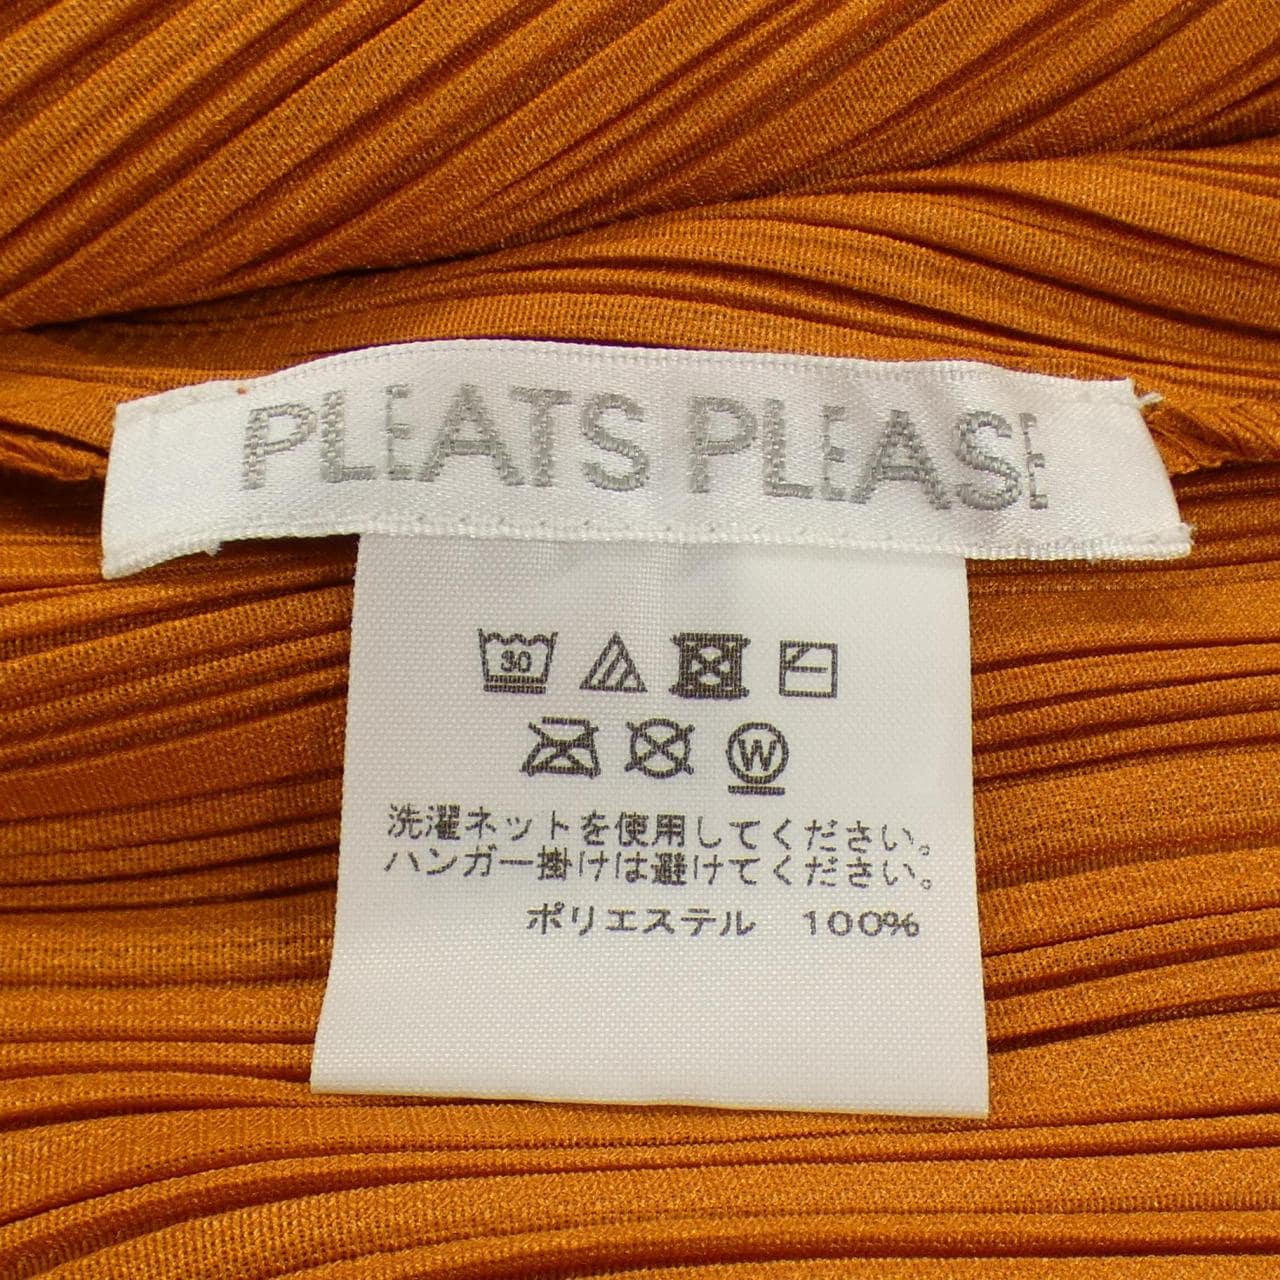 PLEATS PLEASE
30
W
洗濯ネットを使用してください。
ハンガー掛けは避けてください。
ポリエステル 100%